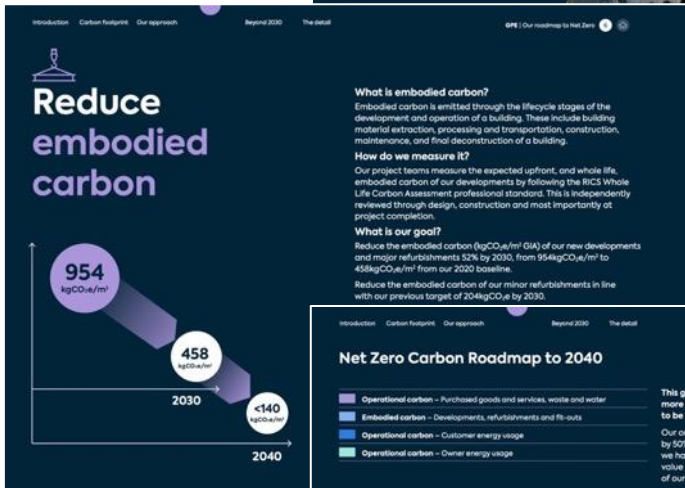 Introduction Carbon footprint Our approach Beyond 2030 The detail
GPE | Our roadmap to Net Zero 6
Reduce
embodied
carbon
What is embodied carbon?
Embodied carbon is emitted through the lifecycle stages of the
development and operation of a building. These include building
material extraction, processing and transportation, construction,
maintenance, and final deconstruction of a building.
How do we measure it?
Our project teams measure the expected upfront, and whole life,
embodied carbon of our developments by following the RICS Whole
Life Carbon Assessment professional standard. This is independently
reviewed through design, construction and most importantly at
project completion.
What is our goal?
Reduce the embodied carbon (kgCO₂e/m² GIA) of our new developments
and major refurbishments 52% by 2030, from 954kgCO₂e/m² to
458kgCO₂e/m² from our 2020 baseline.
Reduce the embodied carbon of our minor refurbishments in line
with our previous target of 204kgCO₂e by 2030.
954
kgCO₂e/m²
458
kgCO₂e/m²
2030
<140
kgCO₂e/m²
2040
Introduction Carbon footprint Our approach Beyond 2030 The detail
Net Zero Carbon Roadmap to 2040
Operational carbon – Purchased goods and services, waste and water
Embodied carbon – Developments, refurbishments and fit-outs
Operational carbon – Customer energy usage
Operational carbon – Owner energy usage
This g
more
to be
Our c
by 50%
we ha
value
of our